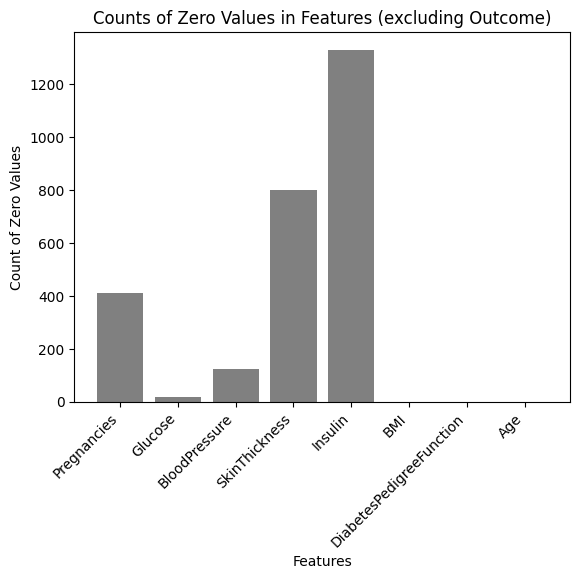 Counts of Zero Values in Features (excluding Outcome)
Count of Zero Values
1200
1000
800
600
400
200
0
Pregnancies
Glucose
BloodPressure
SkinThickness
Insulin
BMI
DiabetesPedigreeFunction
Age
Features